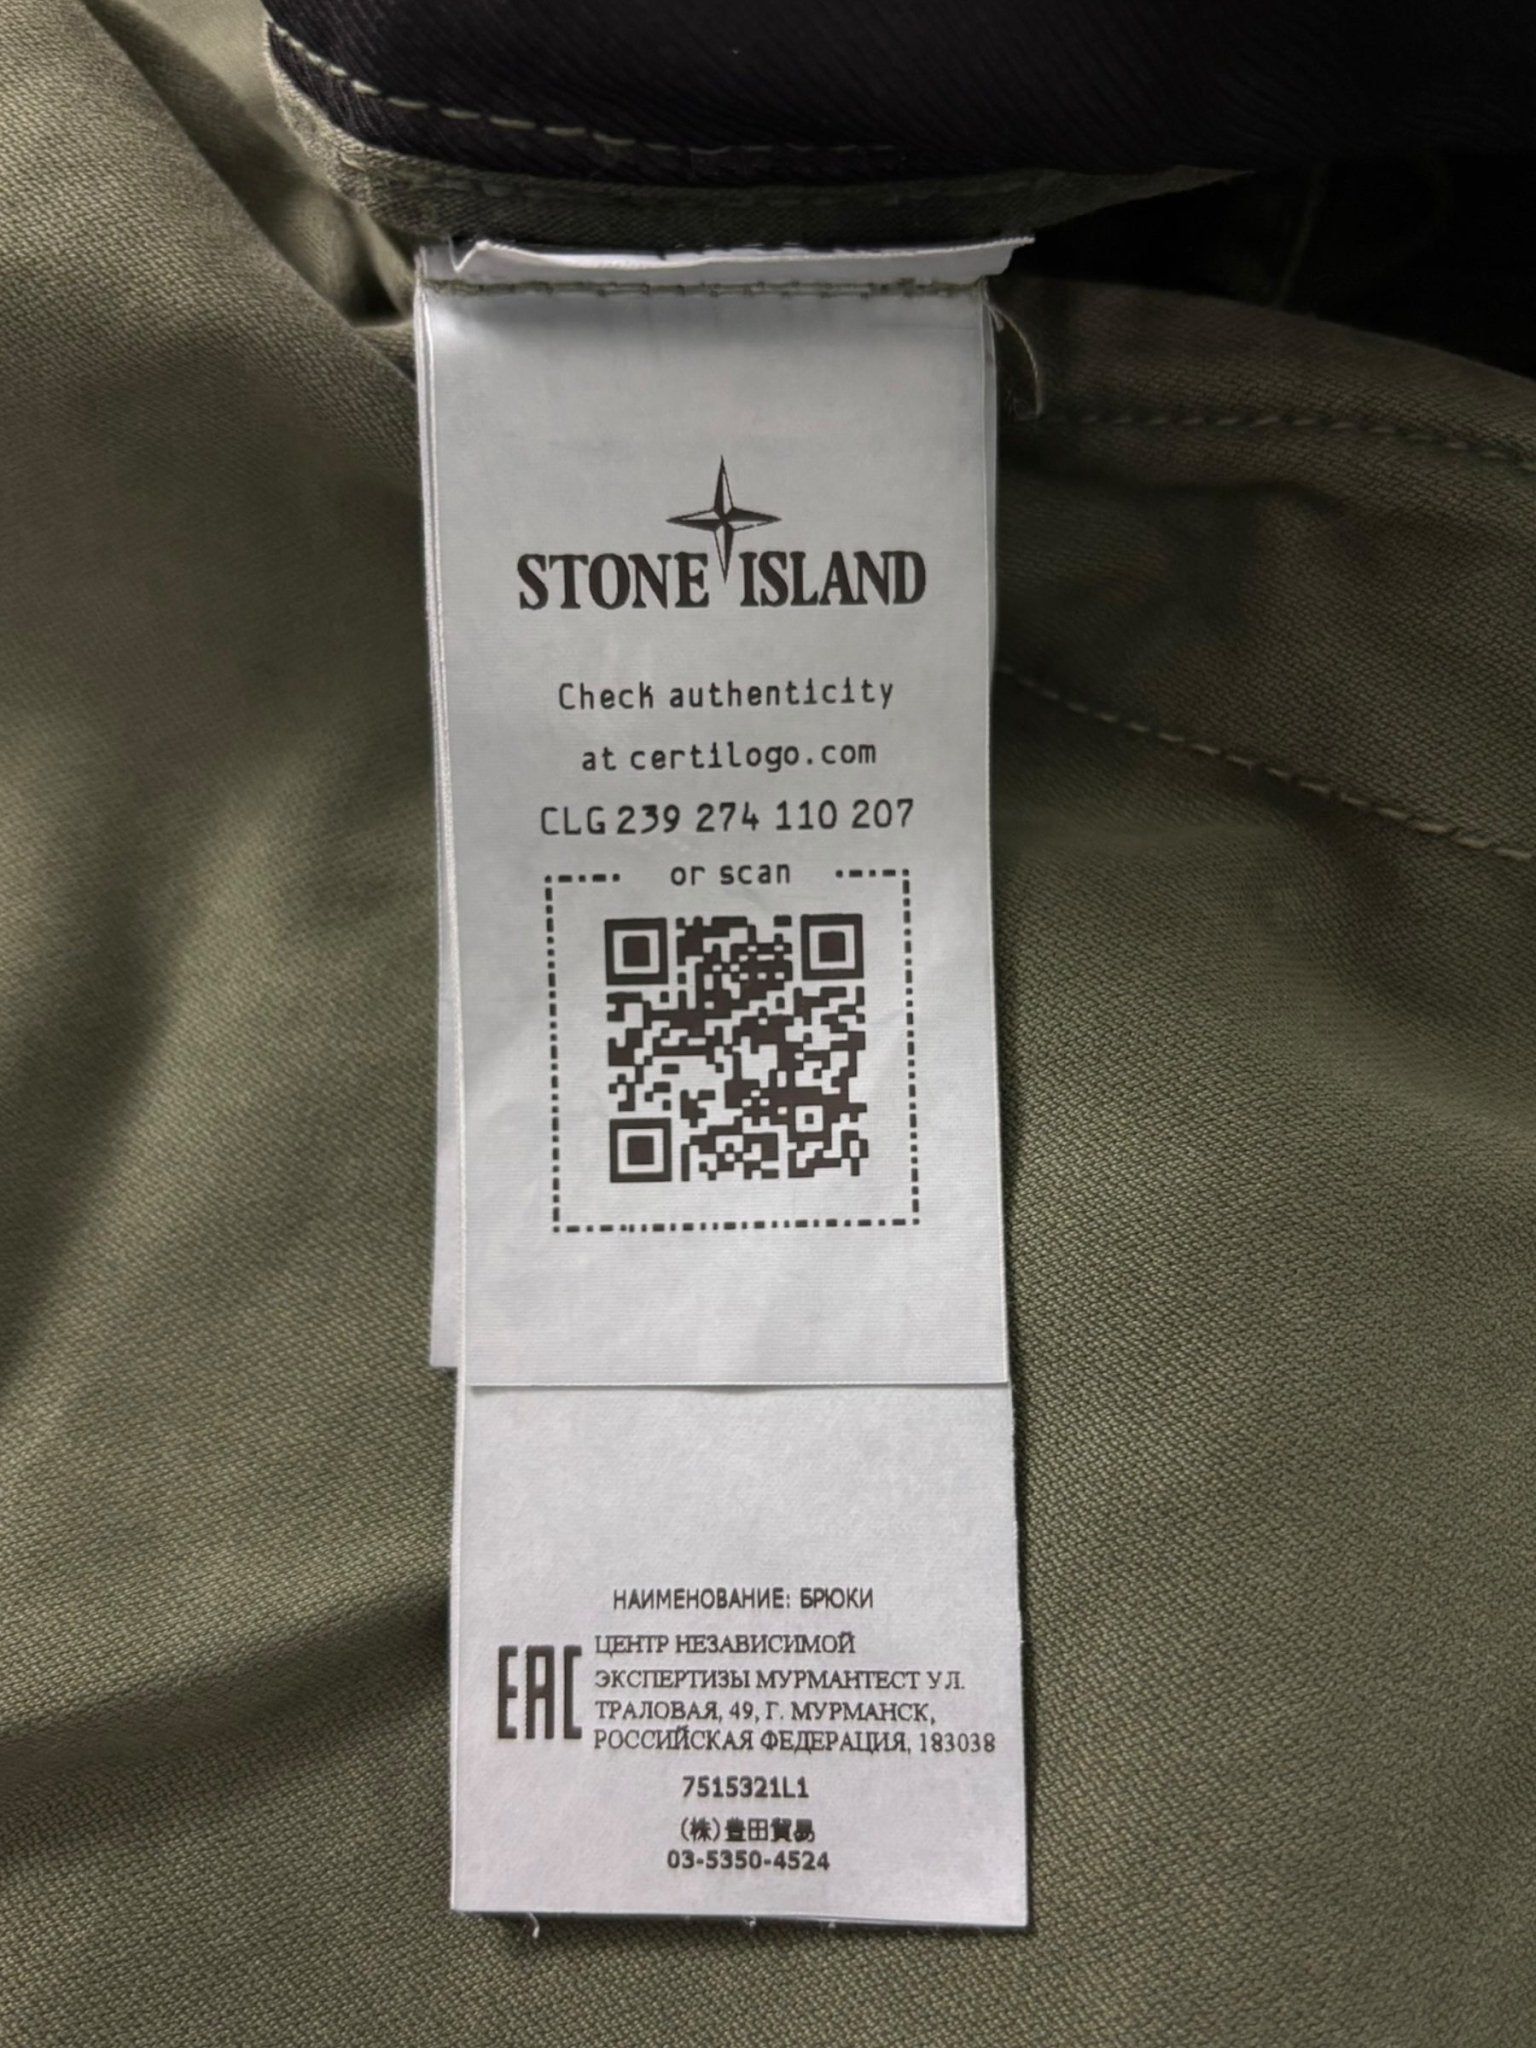 STONE ISLAND
Check authenticity
at certilogo.com
CLG 239 274 110 207
or scan
НАИМЕНОВАНИЕ: БРЮКИ
EAC
ЦЕНТР НЕЗАВИСИМОЙ
ЭКСПЕРТИЗЫ МУРМАНТЕСТ УЛ.
ТРАЛОВАЯ, 49, Г. МУРМАНСК,
РОССИЙСКАЯ ФЕДЕРАЦИЯ, 183038
7515321L1
(株)豊田貿易
03-5350-4524